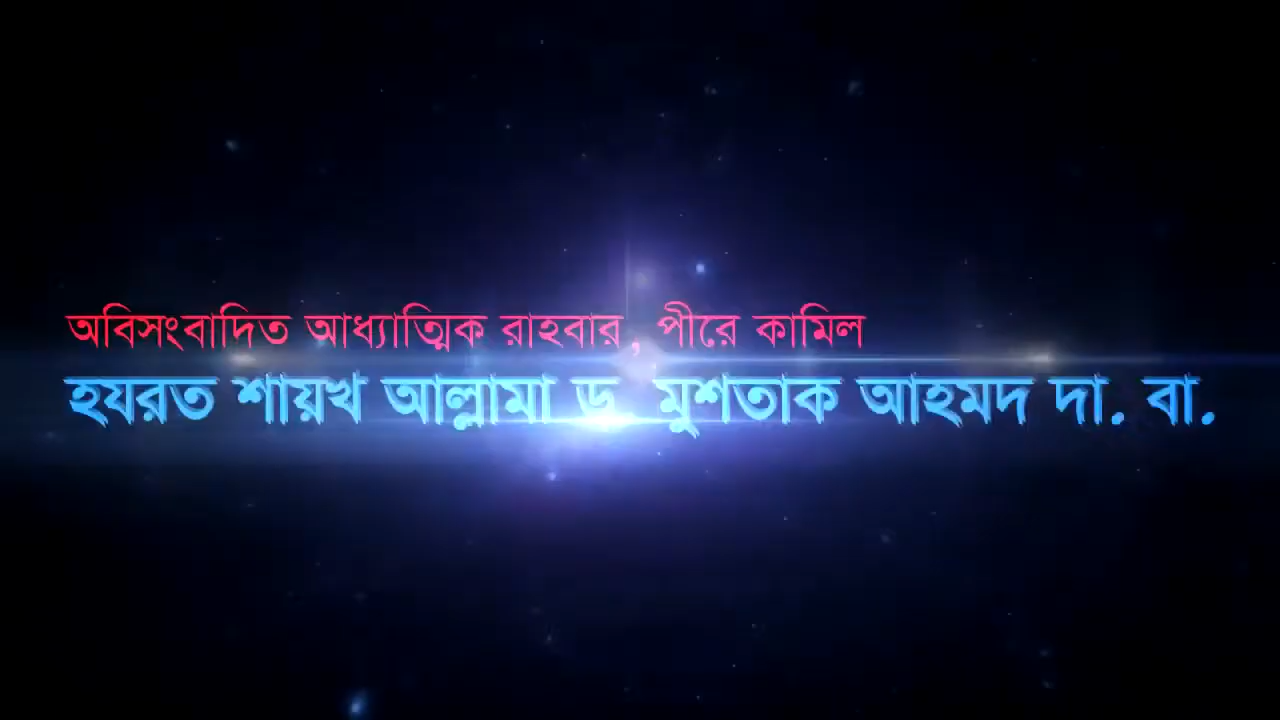 অবিসংবাদিত আধ্যাত্মিক রাহবার, পীরে কামিল
হযরত শায়খ আল্লামা ড. মুশতাক আহমদ দা. বা.